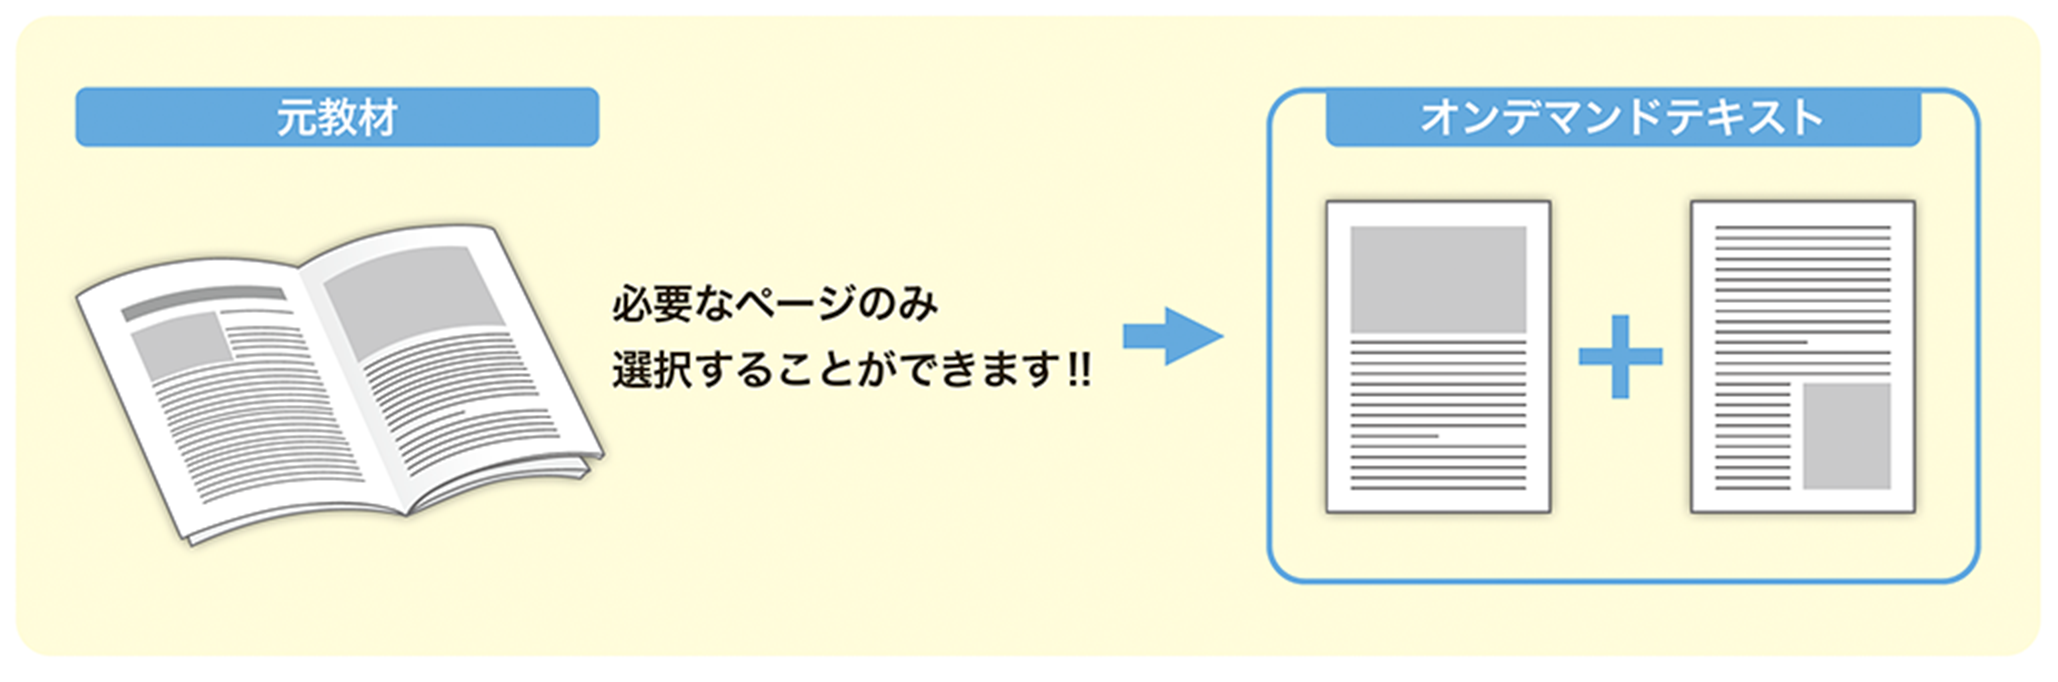 元教材
必要なページのみ
選択することができます!!
オンデマンドテキスト